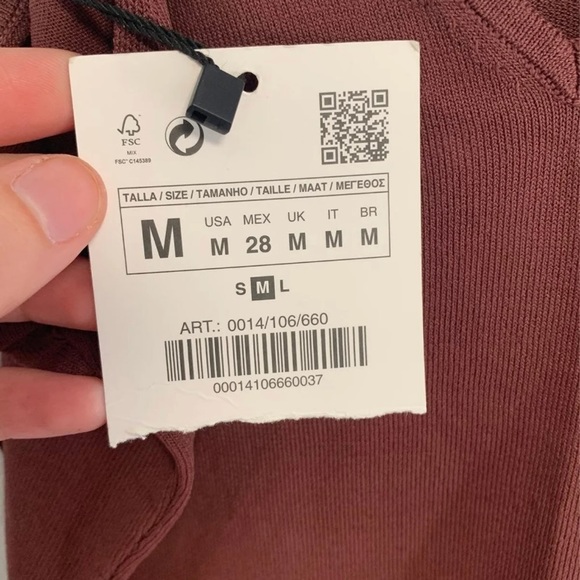 FSC
MIX
FSC® C145389
TALLA / SIZE / TAMANHO / TAILLE / MAAT / ΜΕΓΕΘΟΣ
M
USA MEX UK IT BR
M 28 M M M
S M L
ART.: 0014/106/660
00014106660037